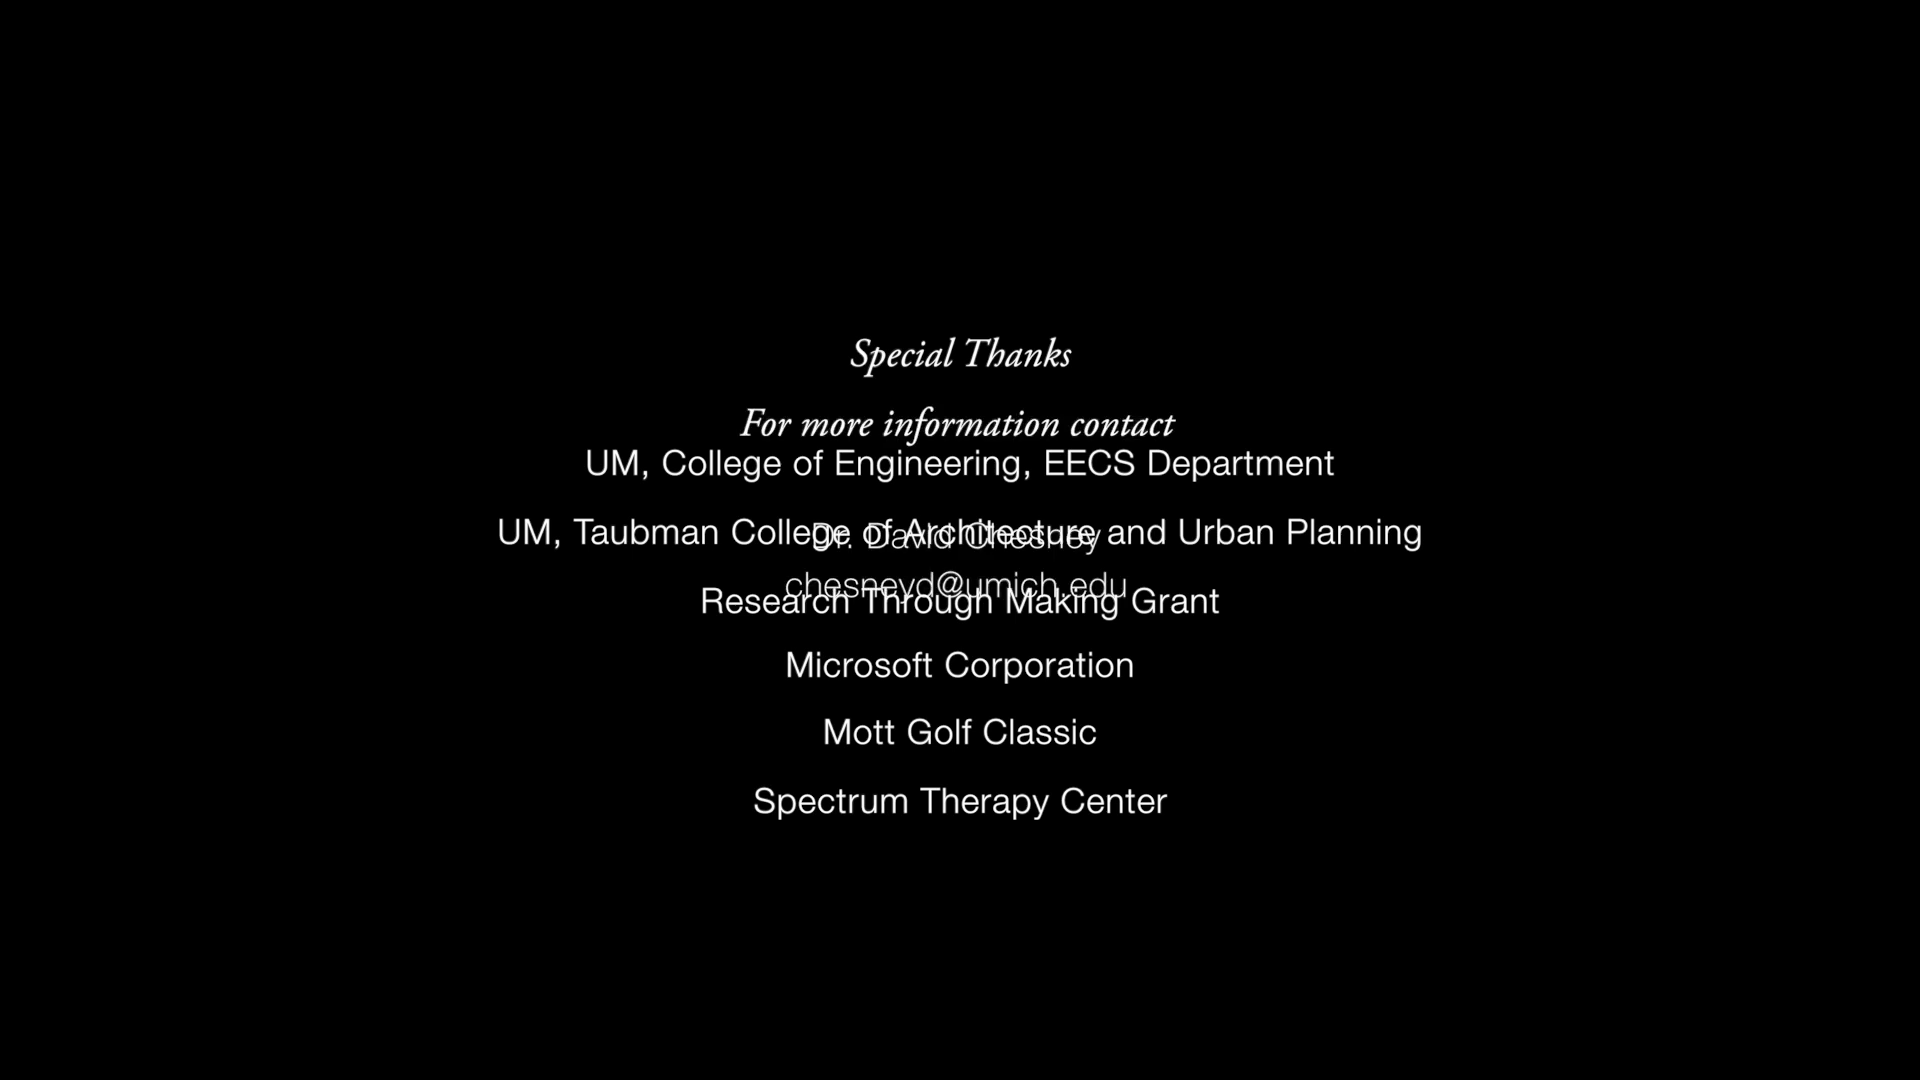 Special Thanks
For more information contact
UM, College of Engineering, EECS Department
UM, Taubman College of Architecture and Urban Planning
Dr. David Chesney
chesneyd@umich.edu
Research Through Making Grant
Microsoft Corporation
Mott Golf Classic
Spectrum Therapy Center